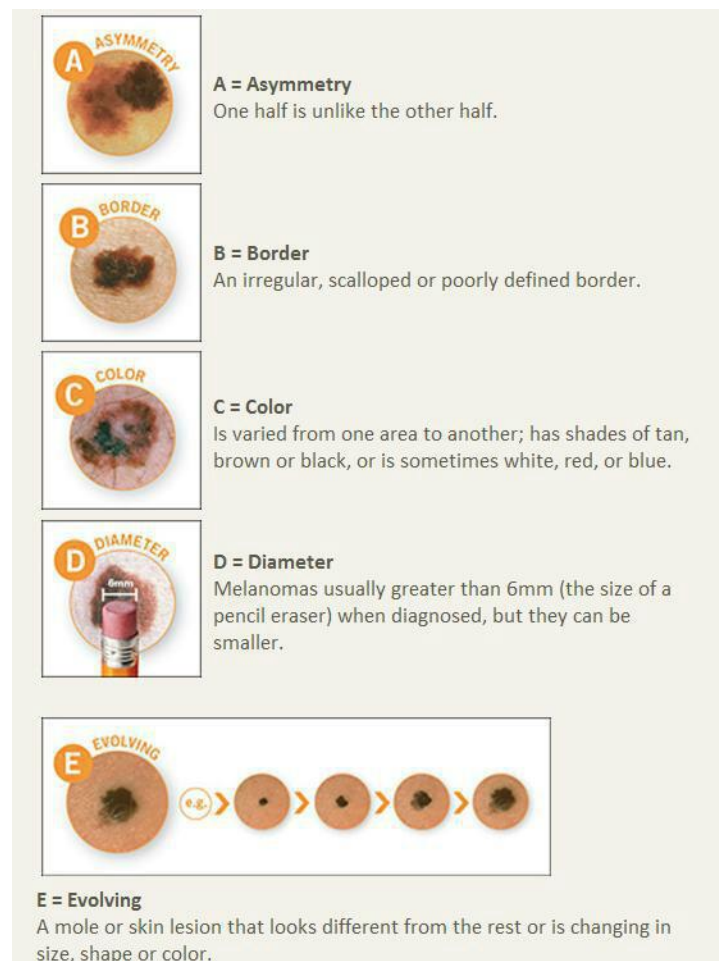 A ASYMMETRY
A = Asymmetry
One half is unlike the other half.
B BORDER
B = Border
An irregular, scalloped or poorly defined border.
C COLOR
C = Color
Is varied from one area to another; has shades of tan,
brown or black, or is sometimes white, red, or blue.
D DIAMETER
6mm
D = Diameter
Melanomas usually greater than 6mm (the size of a
pencil eraser) when diagnosed, but they can be
smaller.
E EVOLVING
e.g.
E = Evolving
A mole or skin lesion that looks different from the rest or is changing in
size, shape or color.